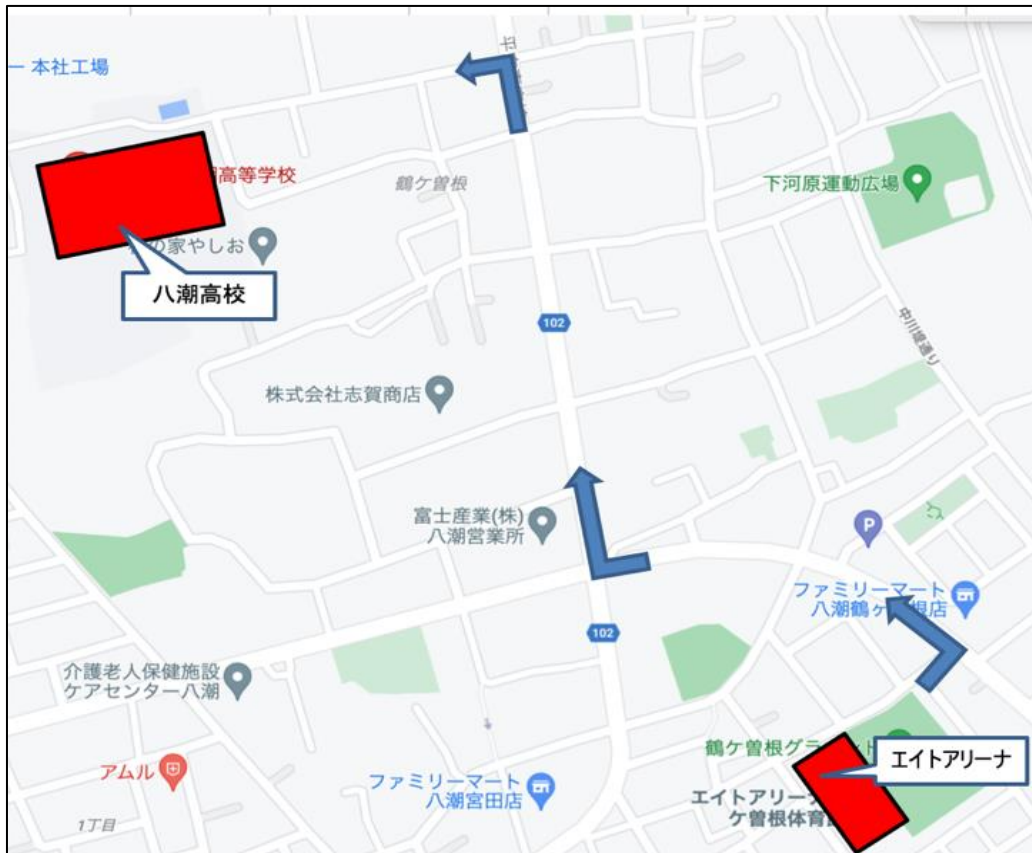 ー 本社工場
高等学校
鶴ケ曽根
下河原運動広場
の家やしお
八潮高校
102
中川堤通り
株式会社志賀商店
富士産業(株)
八潮営業所
P
ファミリーマート
八潮鶴ヶ
根店
102
介護老人保健施設
ケアセンター八潮
鶴ケ曽根グラ
ト
エイトアリーナ
アムル
ファミリーマート
八潮宮田店
エイトアリー
ケ曽根体育
1丁目